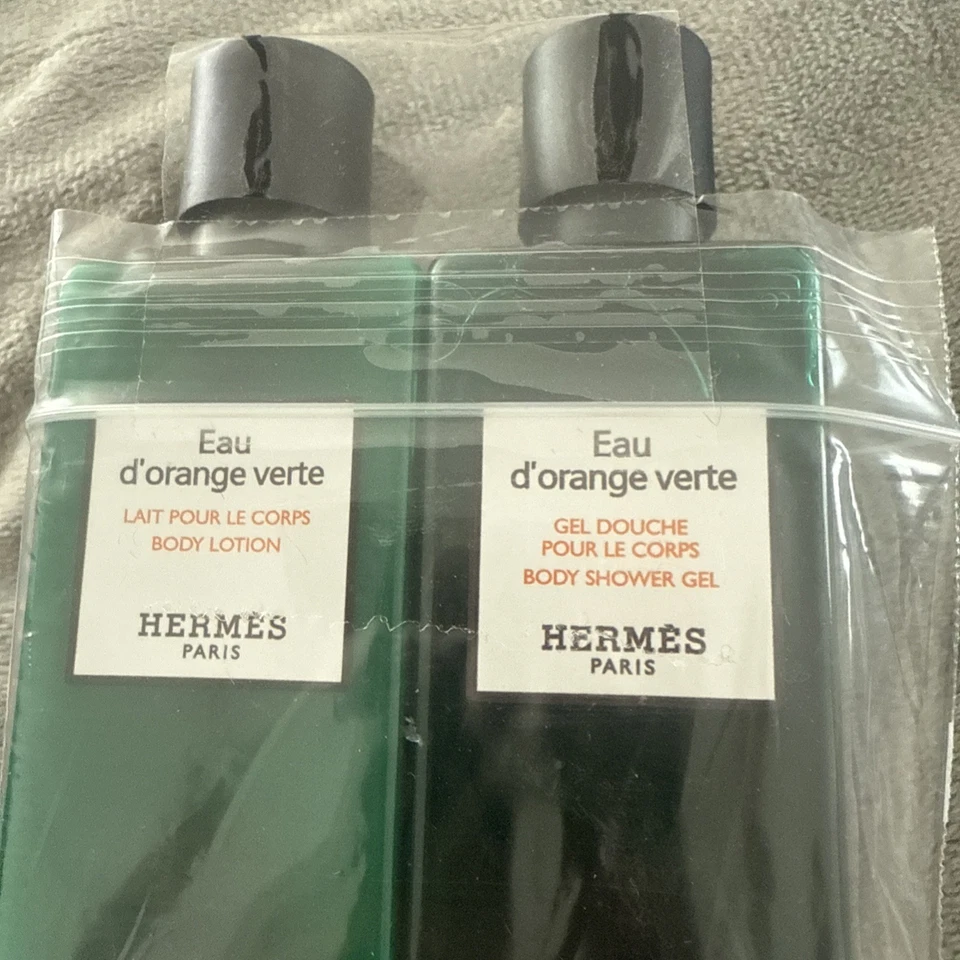 Eau
d'orange verte
LAIT POUR LE CORPS
BODY LOTION
HERMÈS
PARIS
Eau
d'orange verte
GEL DOUCHE
POUR LE CORPS
BODY SHOWER GEL
HERMÈS
PARIS